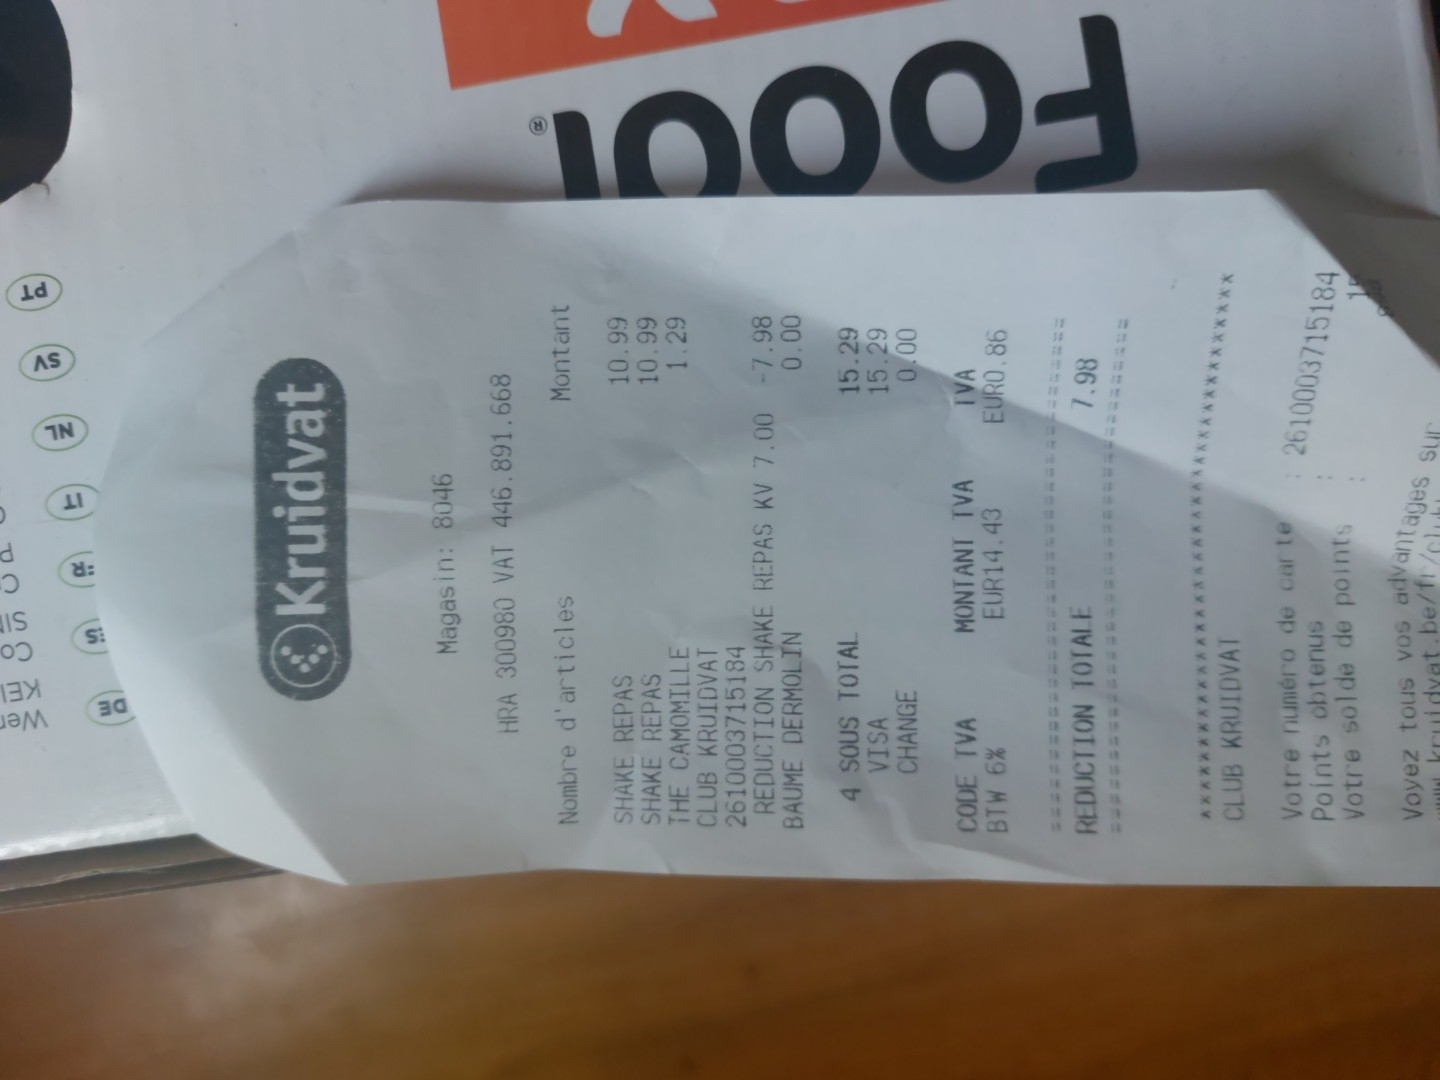 Kruidvat
Magasin: 8046
HRA 300980 VAT 446.891.668
Nombre d'articles Montant
SHAKE REPAS 10.99
SHAKE REPAS 10.99
THE CAMOMILLE 1.29
CLUB KRUIDVAT
2610003715184
REDUCTION SHAKE REPAS KV 7.00 -7.98
BAUME DERMOLIN 0.00
4 SOUS TOTAL 15.29
VISA 15.29
CHANGE 0.00
CODE TVA MONTANT TVA TVA
BTW 6% EUR14.43 EUR0.86
REDUCTION TOTALE 7.98
CLUB KRUIDVAT
Votre numéro de carte : 2610003715184
Points obtenus : 15
Votre solde de points :
Voyez tous vos advantages sur
FOOD
®
PT
SV
NL
IT
DE